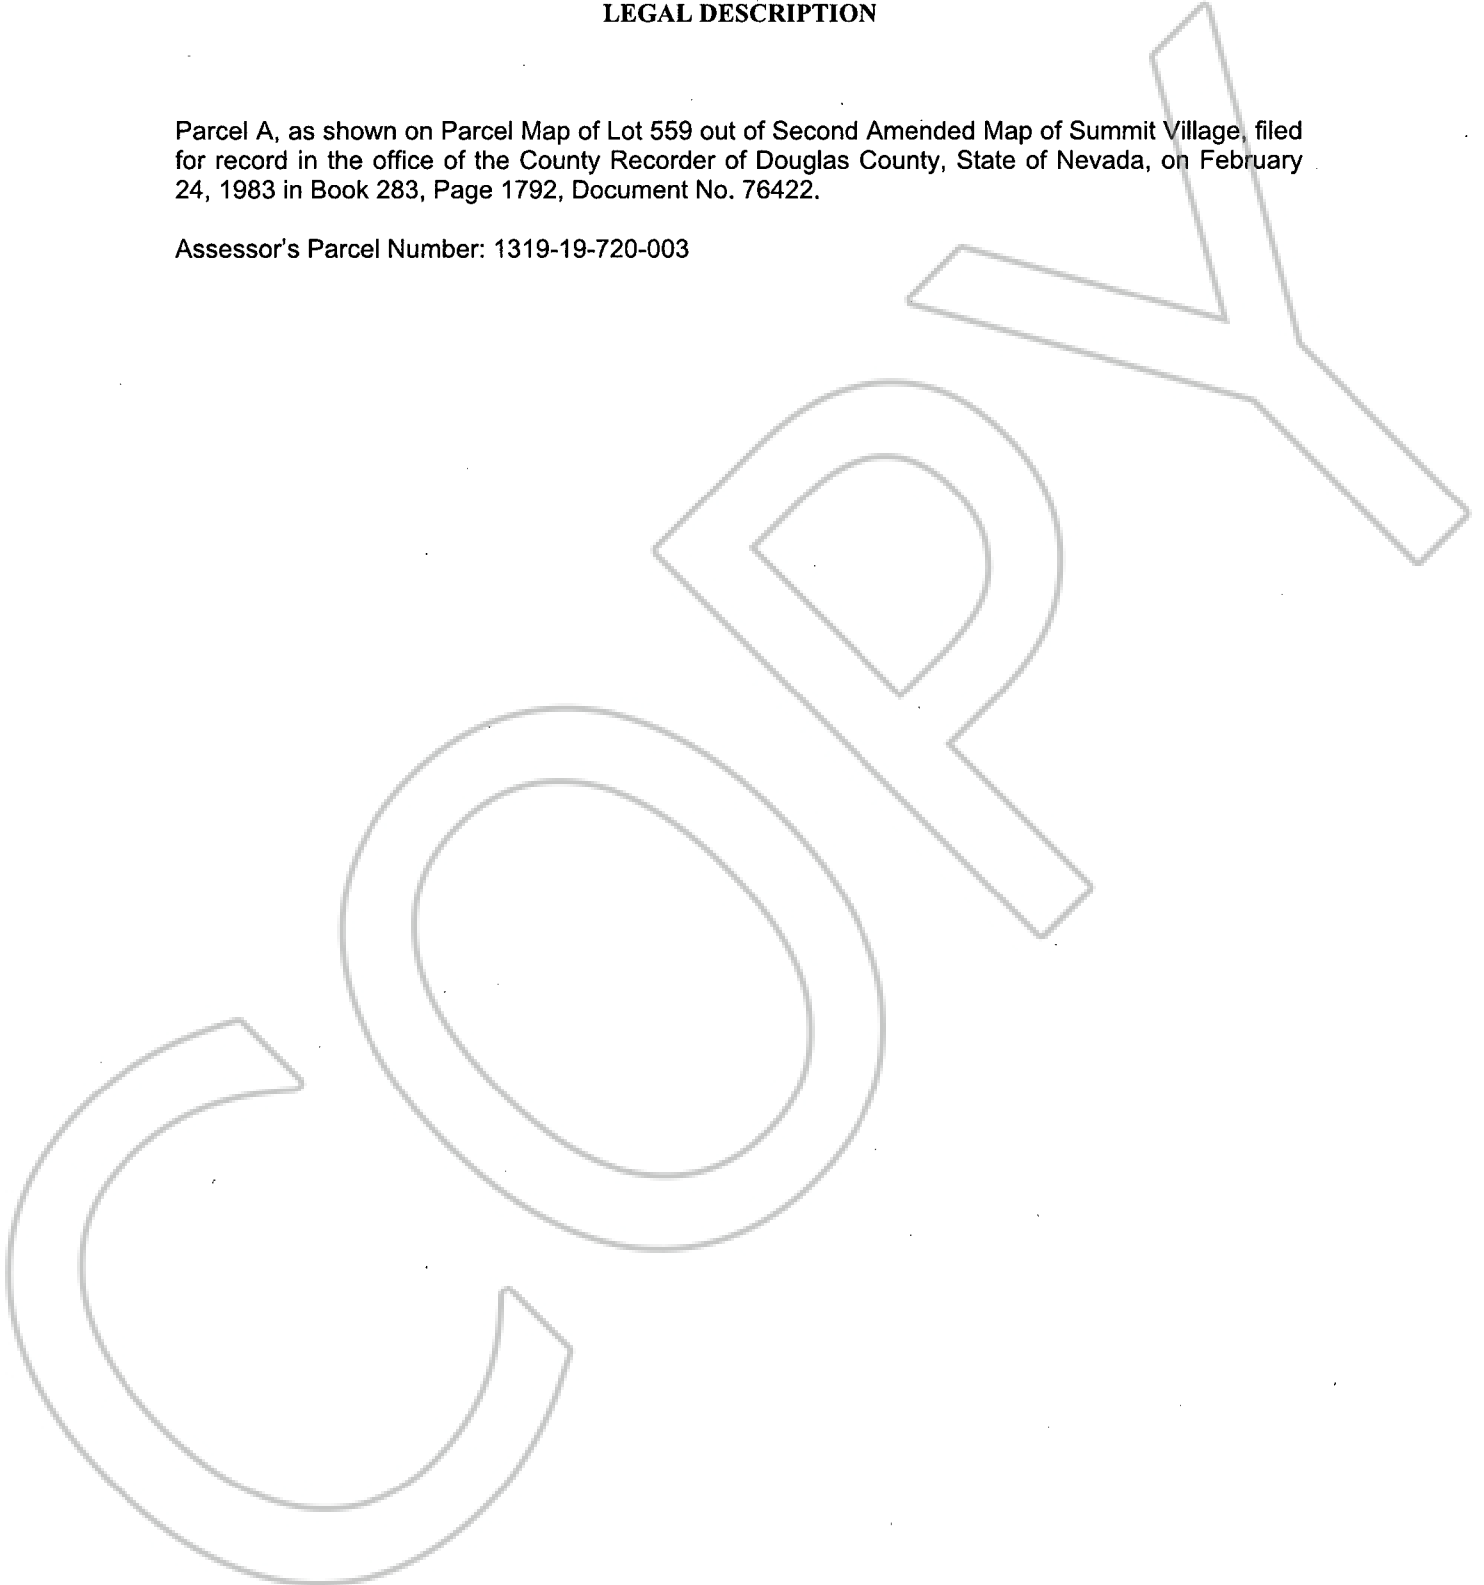 LEGAL DESCRIPTION
Parcel A, as shown on Parcel Map of Lot 559 out of Second Amended Map of Summit Village, filed
for record in the office of the County Recorder of Douglas County, State of Nevada, on February
24, 1983 in Book 283, Page 1792, Document No. 76422.
Assessor's Parcel Number: 1319-19-720-003
COPY